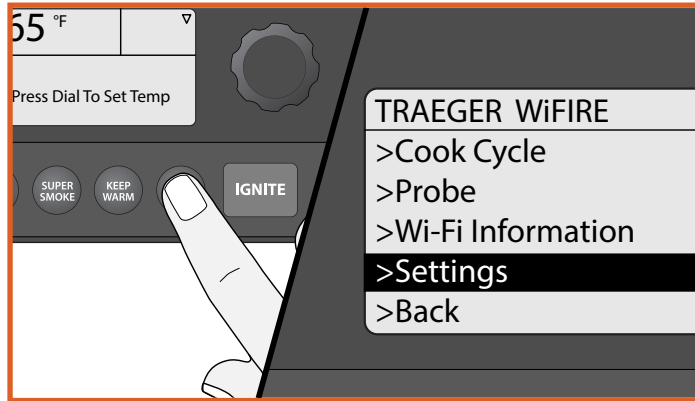 65 °F
Press Dial To Set Temp
SUPER
SMOKE
KEEP
WARM
IGNITE
TRAEGER WiFIRE
>Cook Cycle
>Probe
>Wi-Fi Information
>Settings
>Back